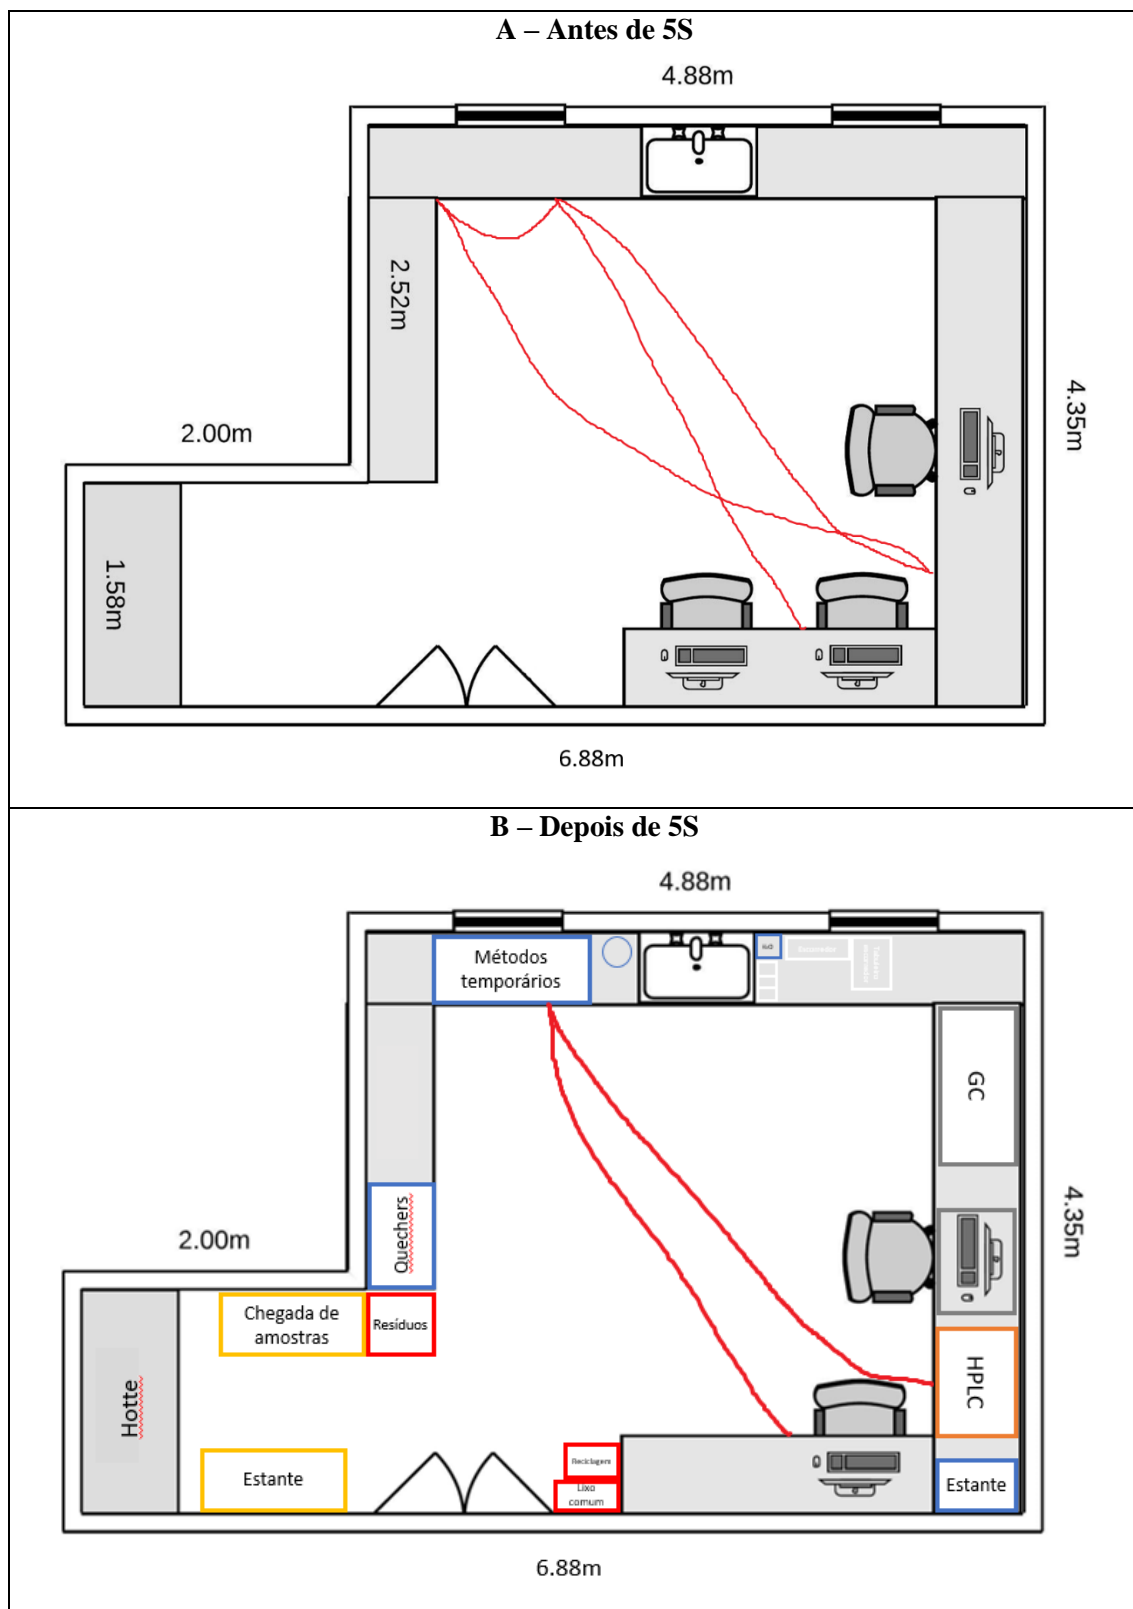 A – Antes de 5S
4.88m
2.52m
4.35m
2.00m
1.58m
6.88m
B – Depois de 5S
4.88m
Métodos
temporários
H₂O
Escorredor
GC
Quechers
4.35m
2.00m
Chegada de
amostras
Resíduos
HPLC
Hotte
Estante
Reciclagem
Lixo
comum
Estante
6.88m